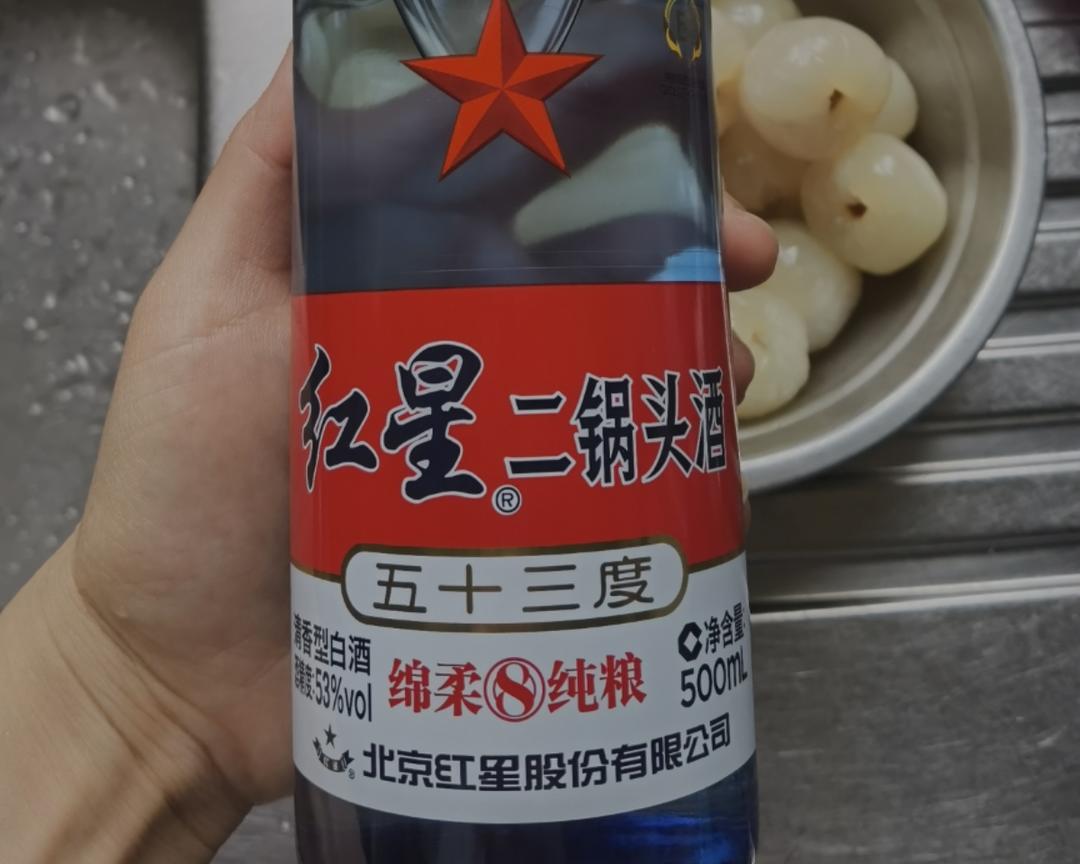 红星®二锅头酒
五十三度
清香型白酒
酒精度:53%vol
绵柔8纯粮
净含量:
500mL
北京红星股份有限公司